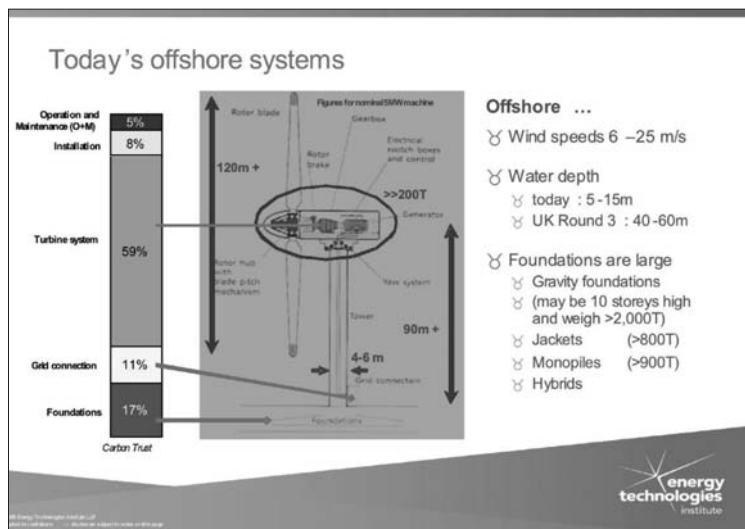 Today's offshore systems
Operation and
Maintenance (O+M)
5%
Installation
8%
Turbine system
59%
Grid connection
11%
Foundations
17%
Carbon Trust
Figures for nominal 5MW machine
Rotor blade
Gearbox
Electrical
switch boxes
and control
Rotor
brake
120m +
>>200T
Generator
Rotor hub
with
blade pitch
mechanism
Yaw system
Tower
90m+
4-6 m
Grid connection
Foundations
Offshore ...
Wind speeds 6 –25 m/s
Water depth
today : 5 -15m
UK Round 3 : 40 -60m
Foundations are large
Gravity foundations
(may be 10 storeys high
and weigh >2,000T)
Jackets (>800T)
Monopiles (>900T)
Hybrids
energy
technologies
institute